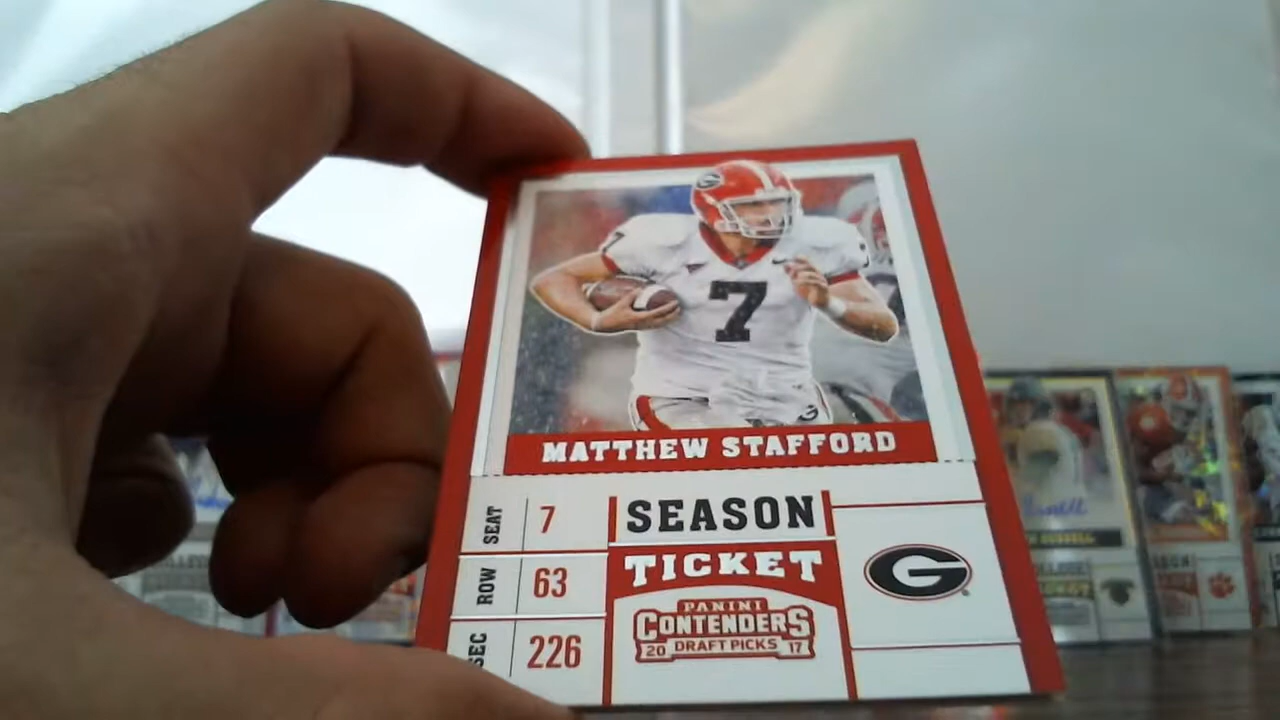 7
MATTHEW STAFFORD
SEAT 7
ROW 63
SEC 226
SEASON
TICKET
PANINI
CONTENDERS
20 DRAFT PICKS 17
G